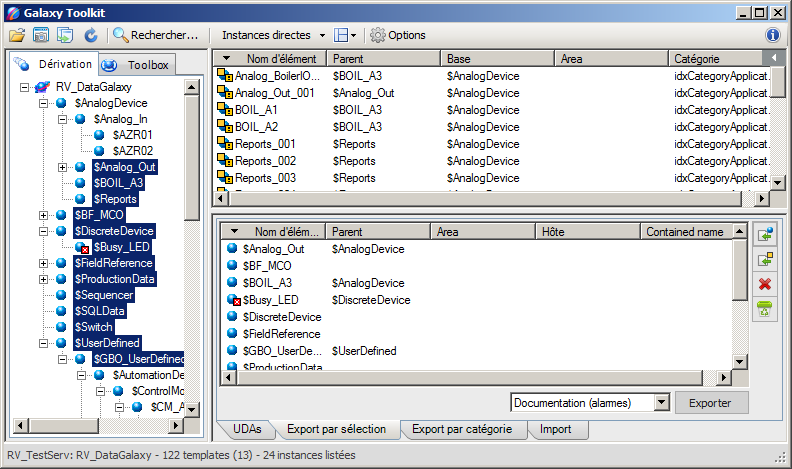 Galaxy Toolkit
Rechercher... Instances directes Options
Dérivation Toolbox
RV_DataGalaxy
$AnalogDevice
$Analog_In
$AZR01
$AZR02
$Analog_Out
$BOIL_A3
$Reports
$BF_MCO
$DiscreteDevice
$Busy_LED
$FieldReference
$ProductionData
$Sequencer
$SQLData
$Switch
$UserDefined
$GBO_UserDefined
$AutomationDe
$ControlMo
$CM_A
Nom d'élément Parent Base Area Catégorie
Analog_BoilerIO... $BOIL_A3 $AnalogDevice idxCategoryApplicat.
Analog_Out_001 $Analog_Out $AnalogDevice idxCategoryApplicat.
BOIL_A1 $BOIL_A3 $AnalogDevice idxCategoryApplicat.
BOIL_A2 $BOIL_A3 $AnalogDevice idxCategoryApplicat.
Reports_001 $Reports $AnalogDevice idxCategoryApplicat.
Reports_002 $Reports $AnalogDevice idxCategoryApplicat.
Reports_003 $Reports $AnalogDevice idxCategoryApplicat.
Nom d'élém... Parent Area Hôte Contained name
$Analog_Out $AnalogDevice
$BF_MCO
$BOIL_A3 $AnalogDevice
$Busy_LED $DiscreteDevice
$DiscreteDevice
$FieldReference
$GBO_UserDe... $UserDefined
$ProductionData
Documentation (alarmes) Exporter
UDAs Export par sélection Export par catégorie Import
RV_TestServ: RV_DataGalaxy - 122 templates (13) - 24 instances listées